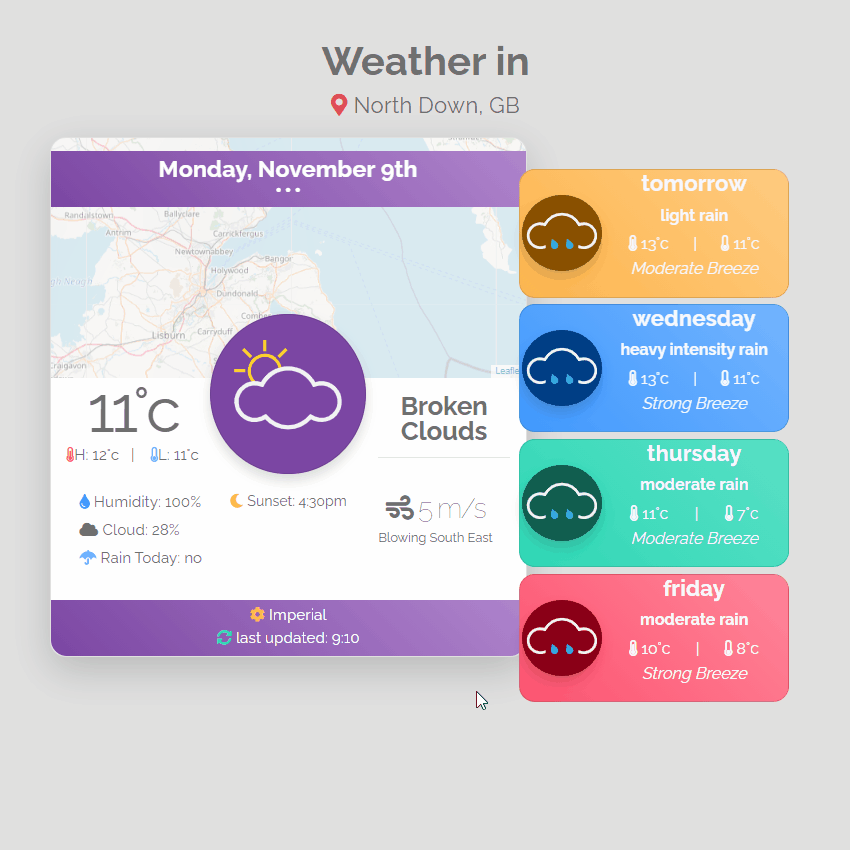 Weather in
North Down, GB
Monday, November 9th
...
Randalstown
Ballyclare
Antrim
Carrickfergus
Newtownabbey
Bangor
Holywood
Dundonald
Lisburn
Carryduff
Comber
Craigavon
Leafle
11°c
H: 12°c | L: 11°c
Broken
Clouds
Humidity: 100%
Cloud: 28%
Rain Today: no
Sunset: 4:30pm
5 m/s
Blowing South East
Imperial
last updated: 9:10
tomorrow
light rain
13°c | 11°c
Moderate Breeze
wednesday
heavy intensity rain
13°c | 11°c
Strong Breeze
thursday
moderate rain
11°c | 7°c
Moderate Breeze
friday
moderate rain
10°c | 8°c
Strong Breeze